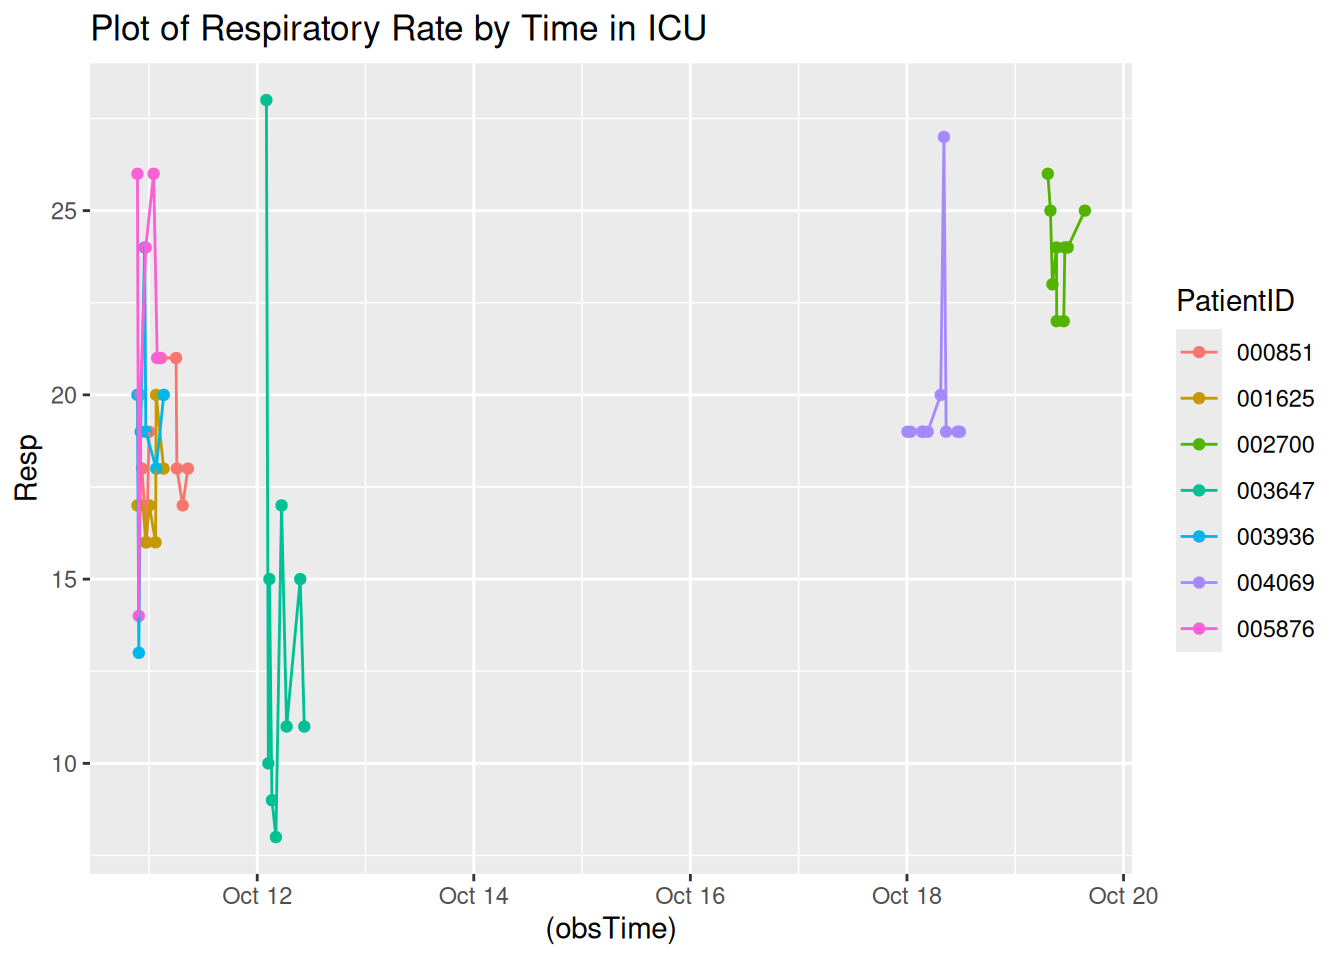 Plot of Respiratory Rate by Time in ICU
Resp
25
20
15
10
Oct 12
Oct 14
Oct 16
Oct 18
Oct 20
(obsTime)
PatientID
000851
001625
002700
003647
003936
004069
005876